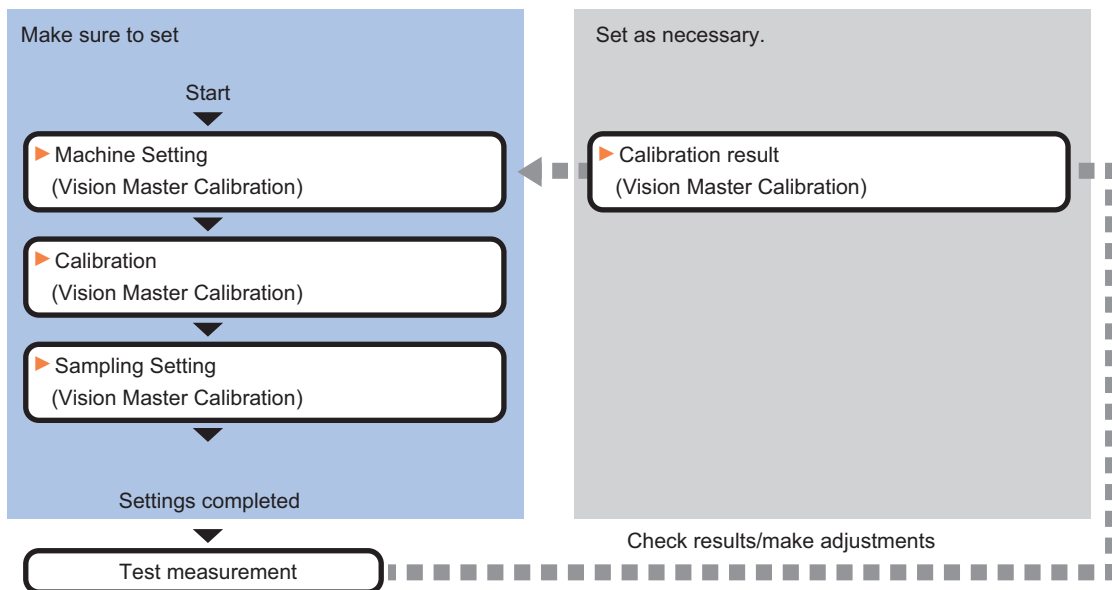 Make sure to set
Start
Machine Setting
(Vision Master Calibration)
Calibration
(Vision Master Calibration)
Sampling Setting
(Vision Master Calibration)
Settings completed
Test measurement
Set as necessary.
Calibration result
(Vision Master Calibration)
Check results/make adjustments